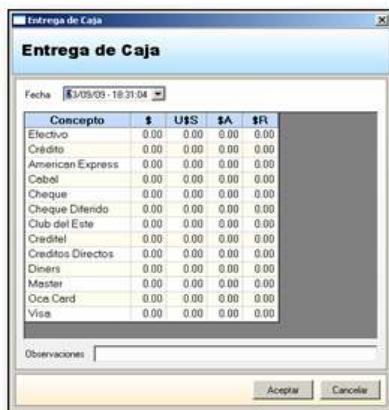 Entrega de Caja
Entrega de Caja
Fecha 03/09/09 - 18:31:04
Concepto $ U$S $A $R
Efectivo 0.00 0.00 0.00 0.00
Crédito 0.00 0.00 0.00 0.00
American Express 0.00 0.00 0.00 0.00
Cabal 0.00 0.00 0.00 0.00
Cheque 0.00 0.00 0.00 0.00
Cheque Diferido 0.00 0.00 0.00 0.00
Club del Este 0.00 0.00 0.00 0.00
Creditel 0.00 0.00 0.00 0.00
Creditos Directos 0.00 0.00 0.00 0.00
Diners 0.00 0.00 0.00 0.00
Master 0.00 0.00 0.00 0.00
Oca Card 0.00 0.00 0.00 0.00
Visa 0.00 0.00 0.00 0.00
Observaciones
Aceptar Cancelar